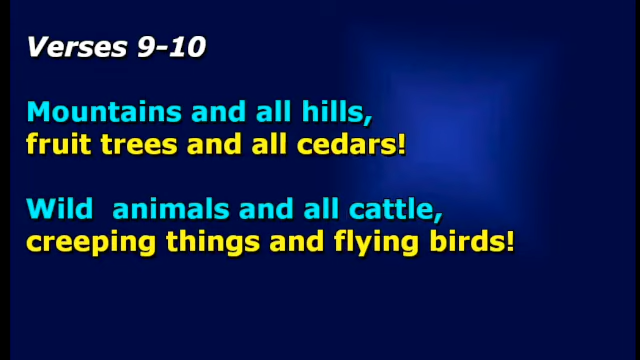 Verses 9-10
Mountains and all hills,
fruit trees and all cedars!
Wild  animals and all cattle,
creeping things and flying birds!